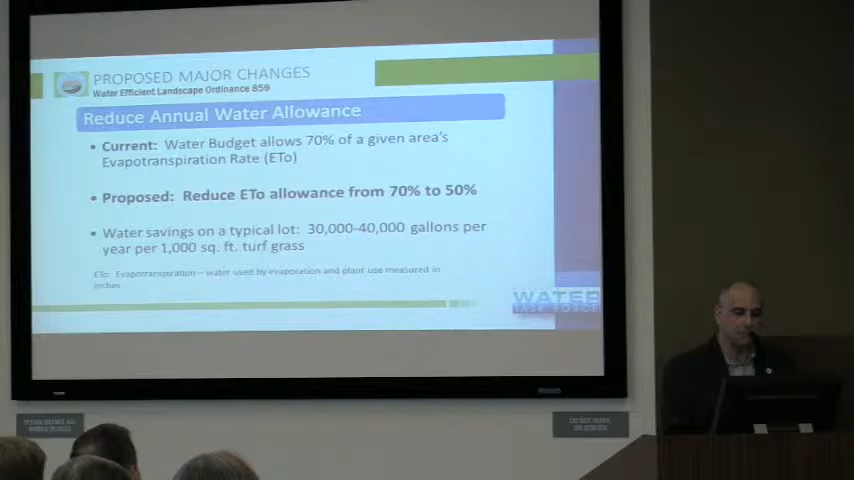 PROPOSED MAJOR CHANGES
Water Efficient Landscape Ordinance 859
Reduce Annual Water Allowance
• Current: Water Budget allows 70% of a given area's
Evapotranspiration Rate (ETo)
• Proposed: Reduce ETo allowance from 70% to 50%
• Water savings on a typical lot: 30,000-40,000 gallons per
year per 1,000 sq. ft. turf grass
ETo: Evapotranspiration – water used by evaporation and plant use measured in
inches.
WATER
TASK FORCE